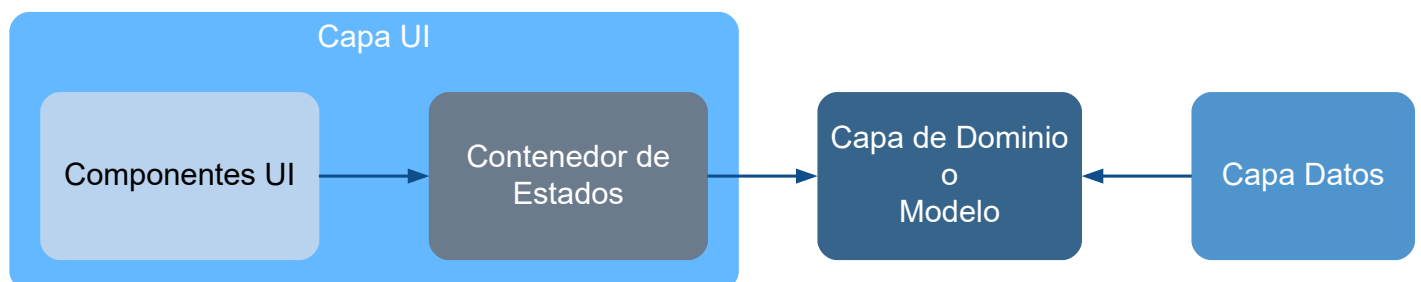 Capa UI
Componentes UI
Contenedor de
Estados
Capa de Dominio
o
Modelo
Capa Datos